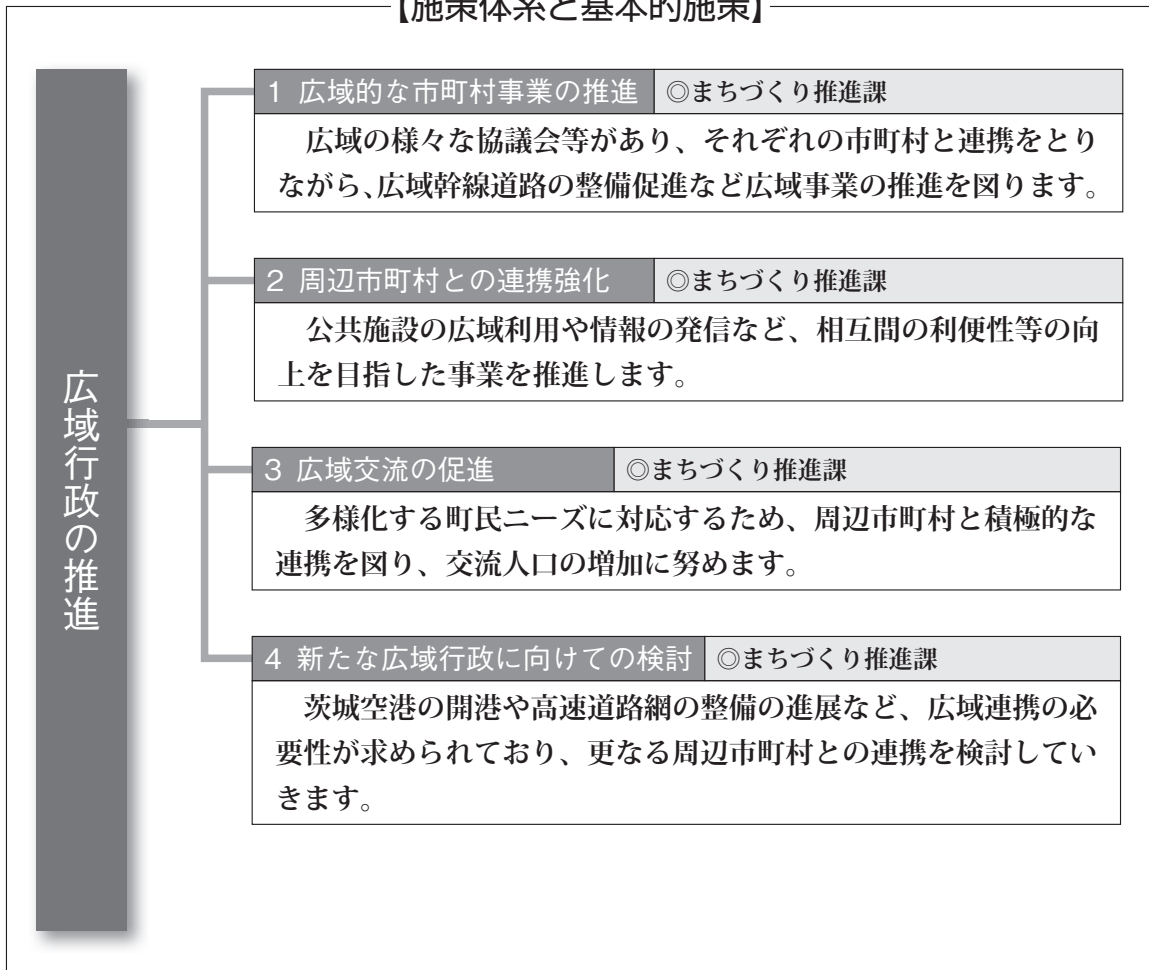 【施策体系と基本的施策】
広域行政の推進
1 広域的な市町村事業の推進 ◎まちづくり推進課
広域の様々な協議会等があり、それぞれの市町村と連携をとり
ながら、広域幹線道路の整備促進など広域事業の推進を図ります。
2 周辺市町村との連携強化 ◎まちづくり推進課
公共施設の広域利用や情報の発信など、相互間の利便性等の向
上を目指した事業を推進します。
3 広域交流の促進 ◎まちづくり推進課
多様化する町民ニーズに対応するため、周辺市町村と積極的な
連携を図り、交流人口の増加に努めます。
4 新たな広域行政に向けての検討 ◎まちづくり推進課
茨城空港の開港や高速道路網の整備の進展など、広域連携の必
要性が求められており、更なる周辺市町村との連携を検討してい
きます。